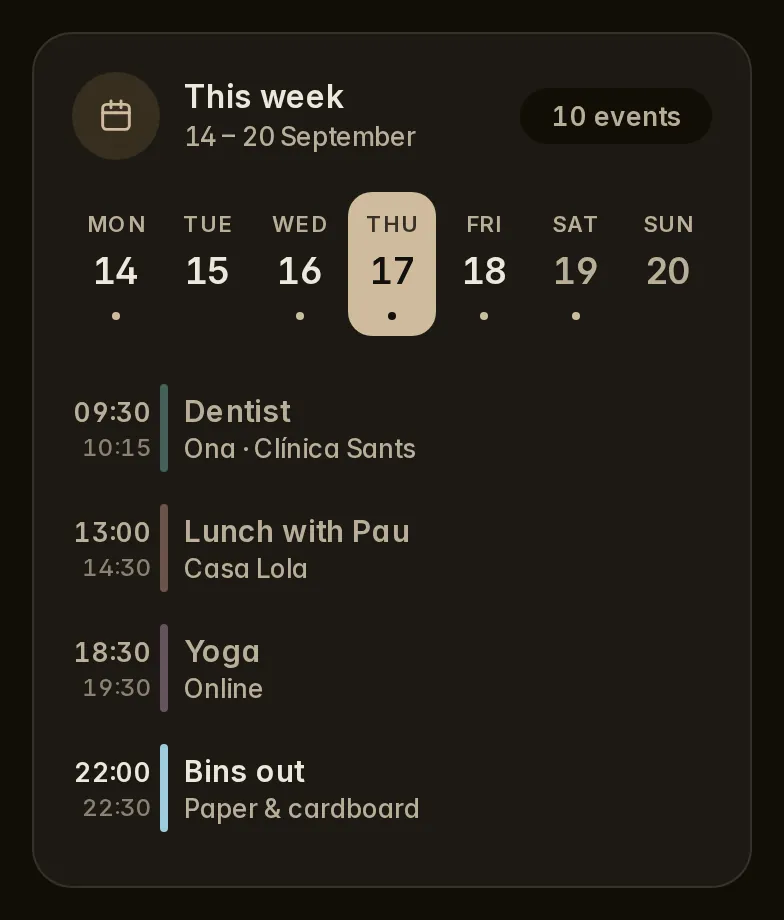 This week
14 – 20 September
10 events
MON TUE WED THU FRI SAT SUN
14 15 16 17 18 19 20
09:30 Dentist
10:15 Ona · Clínica Sants
13:00 Lunch with Pau
14:30 Casa Lola
18:30 Yoga
19:30 Online
22:00 Bins out
22:30 Paper & cardboard